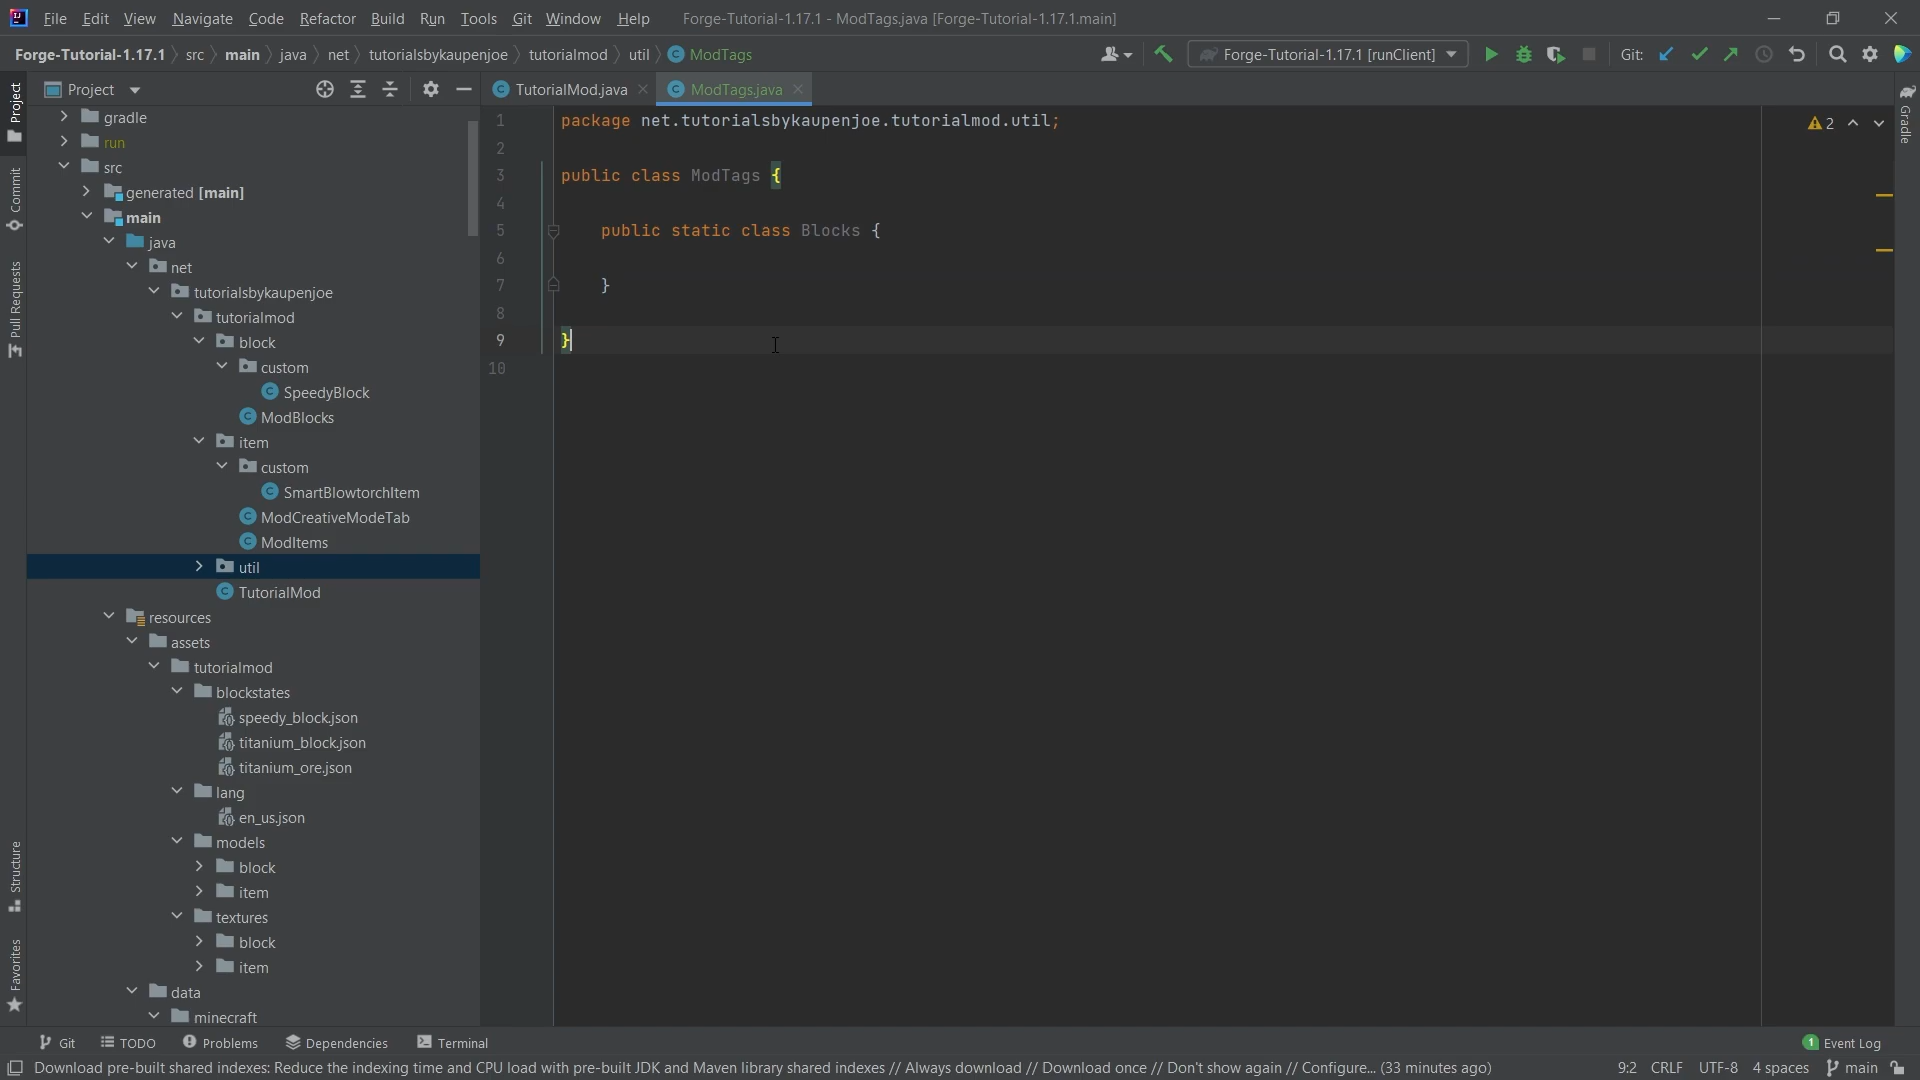 File Edit View Navigate Code Refactor Build Run Tools Git Window Help Forge-Tutorial-1.17.1 - ModTags.java [Forge-Tutorial-1.17.1.main]
Forge-Tutorial-1.17.1 src main java net tutorialsbykaupenjoe tutorialmod util ModTags Forge-Tutorial-1.17.1 [runClient] Git:
Project
Commit
Pull Requests
Structure
Favorites
Project
gradle
run
src
generated [main]
main
java
net
tutorialsbykaupenjoe
tutorialmod
block
custom
SpeedyBlock
ModBlocks
item
custom
SmartBlowtorchItem
ModCreativeModeTab
ModItems
util
TutorialMod
resources
assets
tutorialmod
blockstates
speedy_block.json
titanium_block.json
titanium_ore.json
lang
en_us.json
models
block
item
textures
block
item
data
minecraft
TutorialMod.java ModTags.java
1 package net.tutorialsbykaupenjoe.tutorialmod.util;
2
3 public class ModTags {
4
5 public static class Blocks {
6
7 }
8
9 }
10
2
Gradle
Git TODO Problems Dependencies Terminal 1 Event Log
Download pre-built shared indexes: Reduce the indexing time and CPU load with pre-built JDK and Maven library shared indexes // Always download // Download once // Don't show again // Configure... (33 minutes ago) 9:2 CRLF UTF-8 4 spaces main